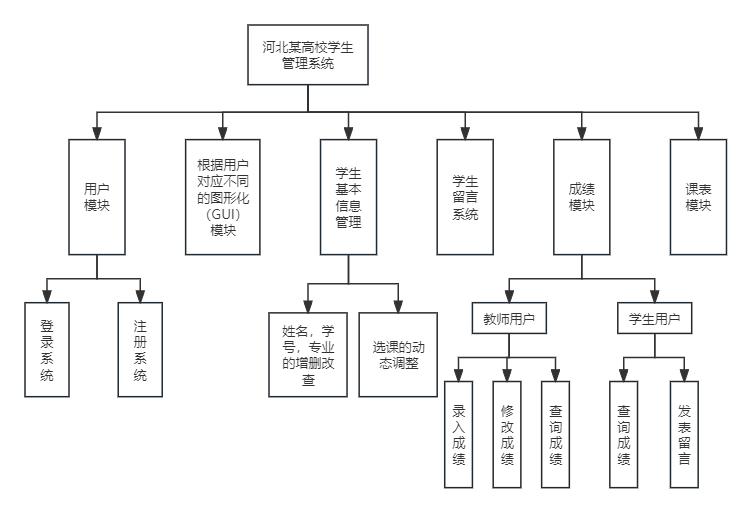 河北某高校学生
管理系统
用户
模块
根据用户
对应不同
的图形化
（GUI）
模块
学生
基本
信息
管理
学生
留言
系统
成绩
模块
课表
模块
登
录
系
统
注
册
系
统
姓名，学
号，专业
的增删改
查
选课的动
态调整
教师用户
学生用户
录
入
成
绩
修
改
成
绩
查
询
成
绩
查
询
成
绩
发
表
留
言